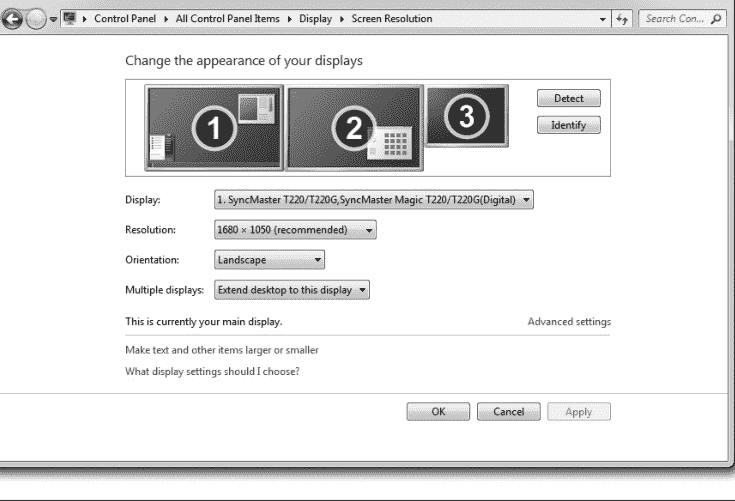 Control Panel All Control Panel Items Display Screen Resolution Search Con...
Change the appearance of your displays
1 2 3
Detect
Identify
Display: 1. SyncMaster T220/T220G,SyncMaster Magic T220/T220G(Digital)
Resolution: 1680 × 1050 (recommended)
Orientation: Landscape
Multiple displays: Extend desktop to this display
This is currently your main display. Advanced settings
Make text and other items larger or smaller
What display settings should I choose?
OK Cancel Apply